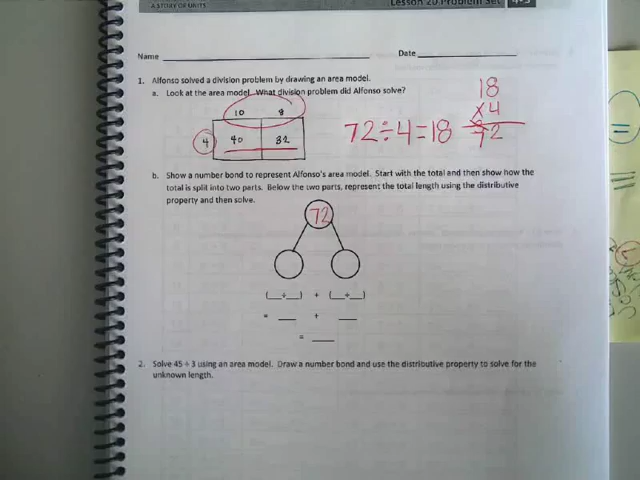 A STORY OF UNITS
Lesson 20 Problem Set
Name
Date
1. Alfonso solved a division problem by drawing an area model.
a. Look at the area model. What division problem did Alfonso solve?
10 8
4 40 32
72÷4=18
18
×4
72
b. Show a number bond to represent Alfonso's area model. Start with the total and then show how the
total is split into two parts. Below the two parts, represent the total length using the distributive
property and then solve.
72
(__÷__) + (__÷__)
= ___ + ___
= ___
2. Solve 45 ÷ 3 using an area model. Draw a number bond and use the distributive property to solve for the
unknown length.